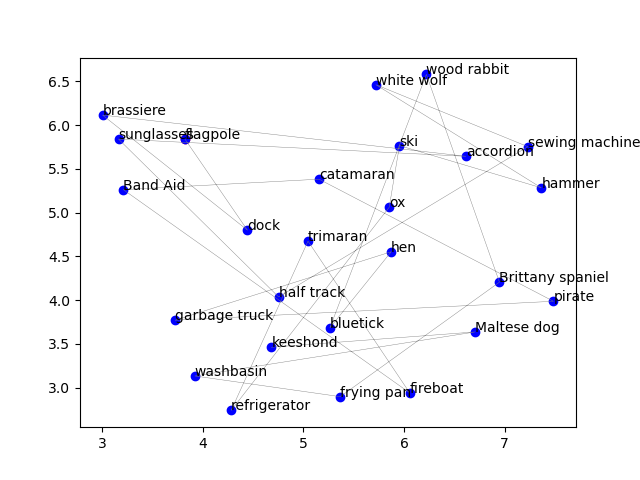 wood rabbit
white wolf
6.5
brassiere
6.0
sunglasses
flagpole
ski
sewing machine
accordion
5.5
catamaran
Band Aid
hammer
ox
5.0
dock
trimaran
hen
4.5
Brittany spaniel
half track
pirate
4.0
garbage truck
bluetick
Maltese dog
3.5
keeshond
washbasin
3.0
frying pan
fireboat
refrigerator
3
4
5
6
7